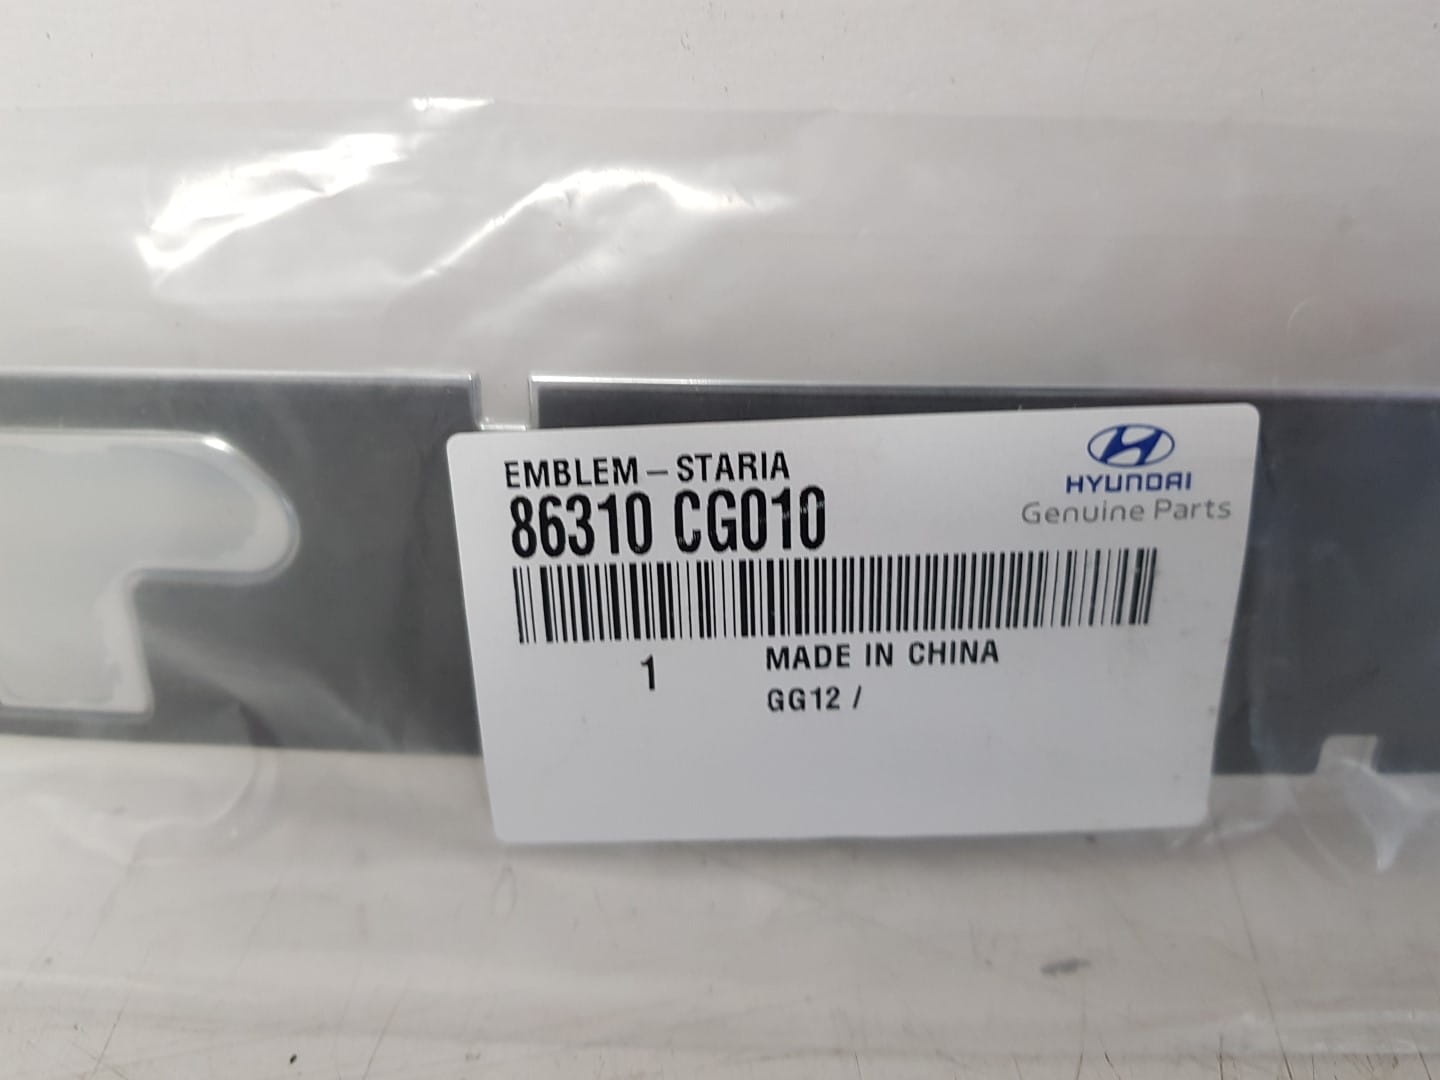 EMBLEM-STARIA
86310 CG010
HYUNDAI
Genuine Parts
1
MADE IN CHINA
GG12 /